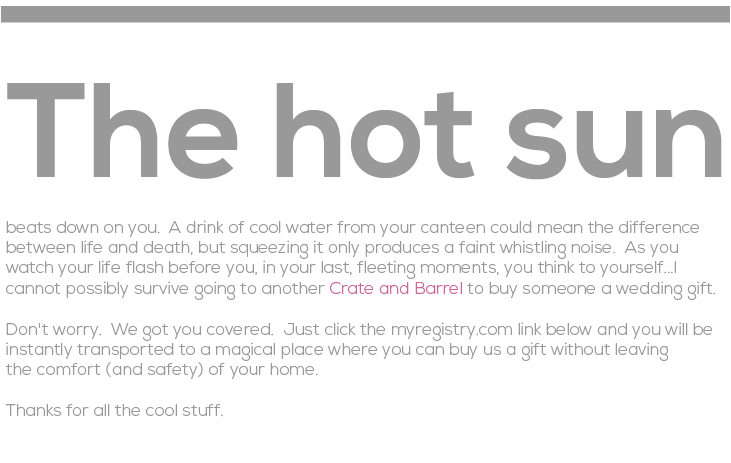 The hot sun
beats down on you.  A drink of cool water from your canteen could mean the difference
between life and death, but squeezing it only produces a faint whistling noise.  As you
watch your life flash before you, in your last, fleeting moments, you think to yourself...I
cannot possibly survive going to another Crate and Barrel to buy someone a wedding gift.
Don't worry.  We got you covered.  Just click the myregistry.com link below and you will be
instantly transported to a magical place where you can buy us a gift without leaving
the comfort (and safety) of your home.
Thanks for all the cool stuff.